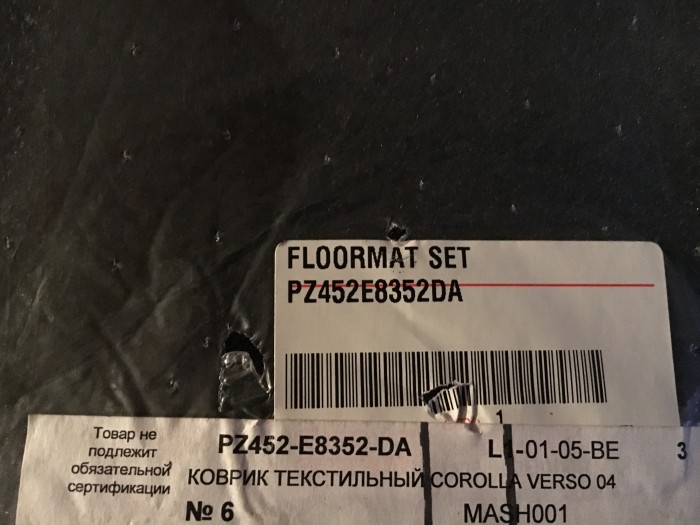 FLOORMAT SET
PZ452E8352DA
1
Товар не
подлежит
обязательной
сертификации
PZ452-E8352-DA L1-01-05-BE 3
КОВРИК ТЕКСТИЛЬНЫЙ COROLLA VERSO 04
№ 6 MASH001